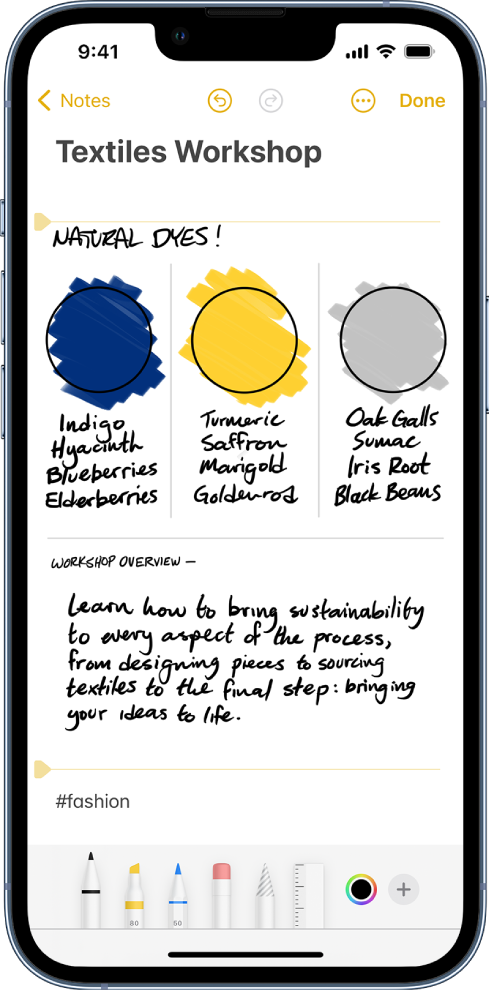 9:41
Notes
Done
Textiles Workshop
NATURAL DYES!
Indigo
Hyacinth
Blueberries
Elderberries
Turmeric
Saffron
Marigold
Goldenrod
Oak Galls
Sumac
Iris Root
Black Beans
WORKSHOP OVERVIEW —
Learn how to bring sustainability
to every aspect of the process,
from designing pieces to sourcing
textiles to the final step: bringing
your ideas to life.
#fashion
80
50